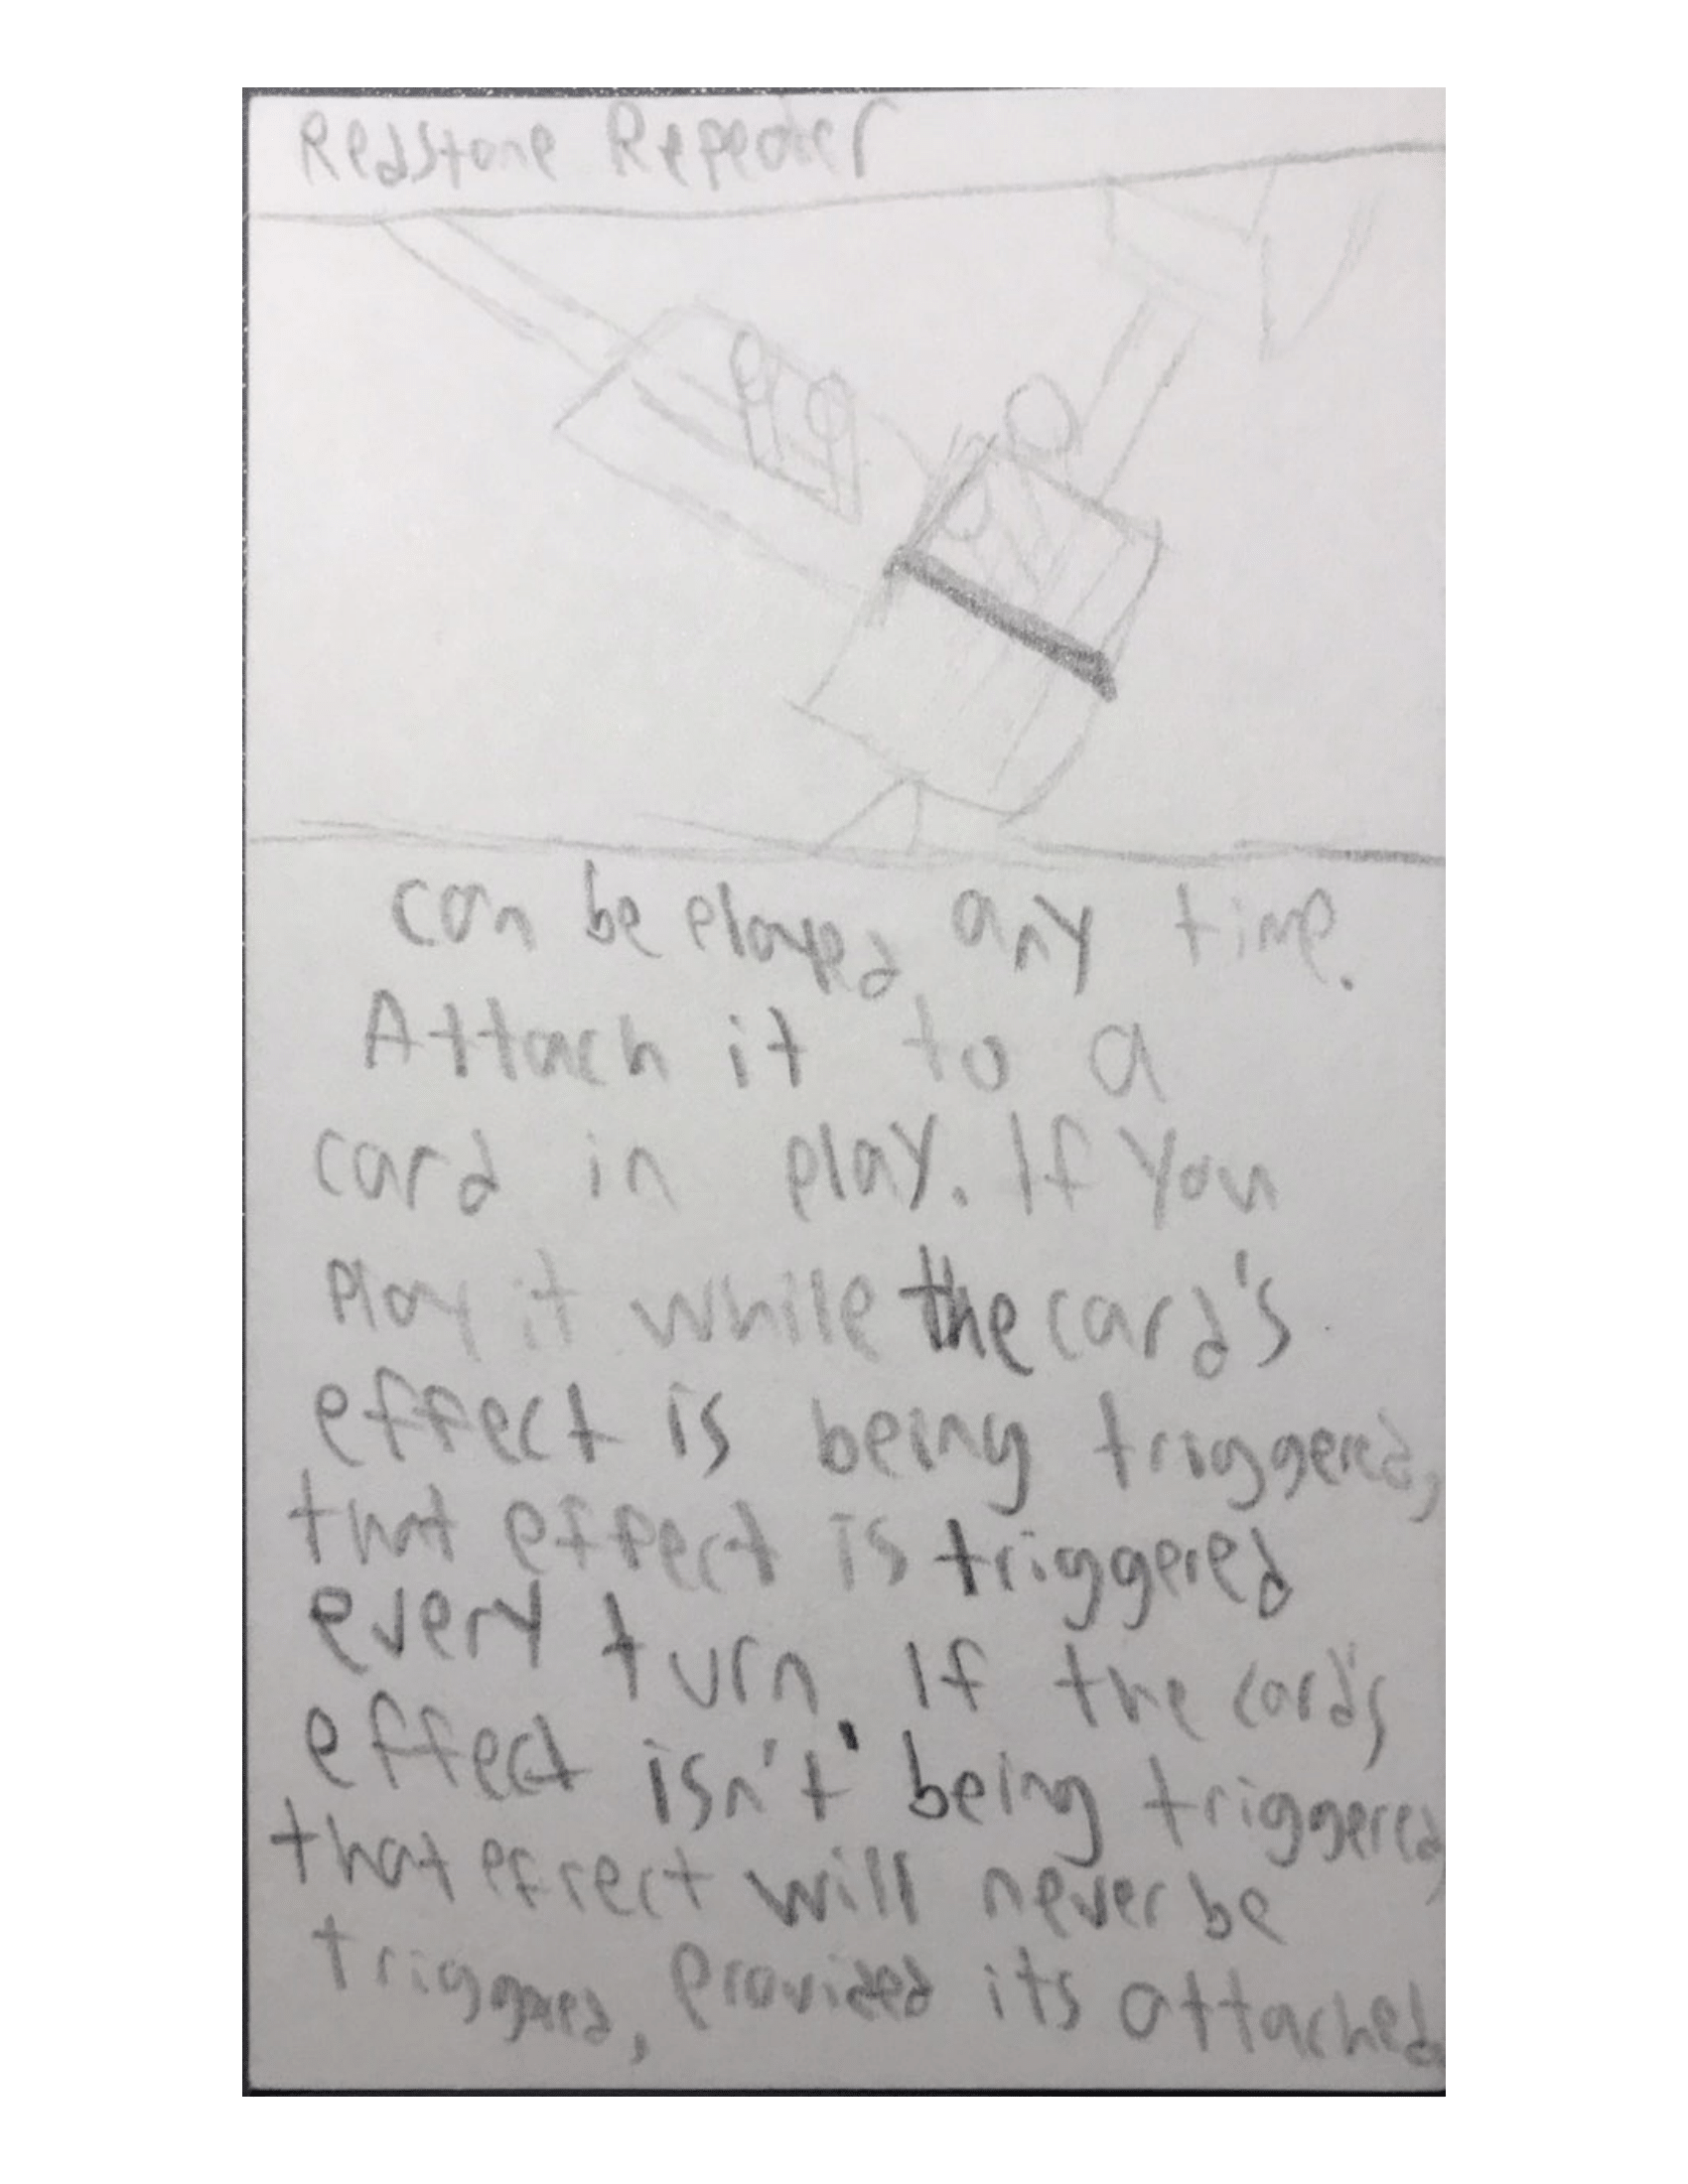 Redstone Repeater
can be played any time.
Attach it to a
card in play. If you
Play it while the card's
effect is being triggered,
that effect is triggered
every turn. If the card's
effect isn't being triggered,
that effect will never be
triggered, provided its attached